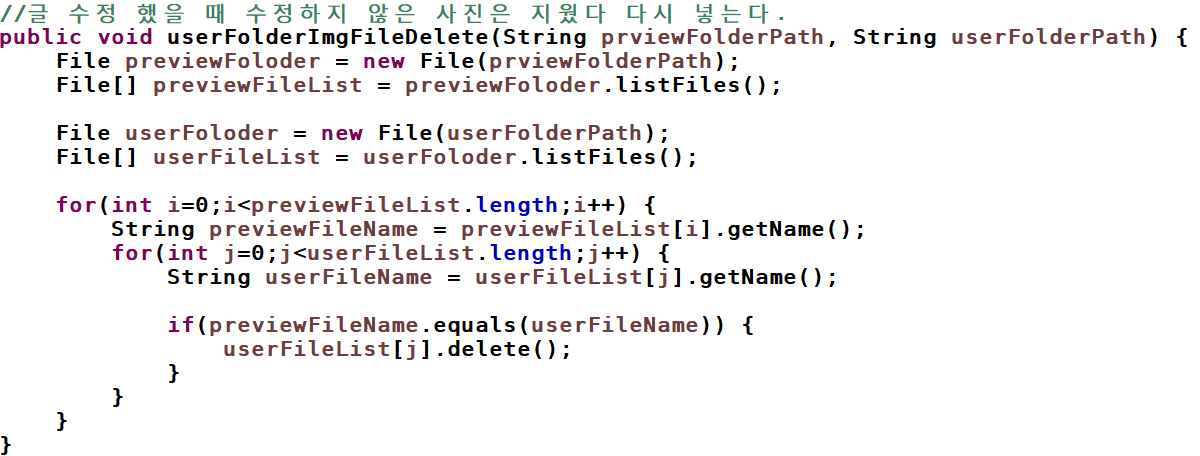 //글 수정 했을 때 수정하지 않은 사진은 지웠다 다시 넣는다.
public void userFolderImgFileDelete(String prviewFolderPath, String userFolderPath) {
    File previewFoloder = new File(prviewFolderPath);
    File[] previewFileList = previewFoloder.listFiles();

    File userFoloder = new File(userFolderPath);
    File[] userFileList = userFoloder.listFiles();

    for(int i=0;i<previewFileList.length;i++) {
        String previewFileName = previewFileList[i].getName();
        for(int j=0;j<userFileList.length;j++) {
            String userFileName = userFileList[j].getName();

            if(previewFileName.equals(userFileName)) {
                userFileList[j].delete();
            }
        }
    }
}